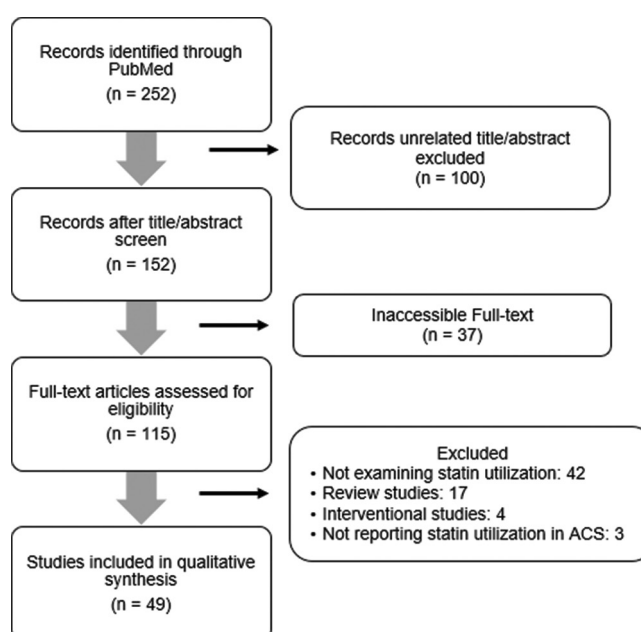 Records identified through
PubMed
(n = 252)
Records unrelated title/abstract
excluded
(n = 100)
Records after title/abstract
screen
(n = 152)
Inaccessible Full-text
(n = 37)
Full-text articles assessed for
eligibility
(n = 115)
Excluded
• Not examining statin utilization: 42
• Review studies: 17
• Interventional studies: 4
• Not reporting statin utilization in ACS: 3
Studies included in qualitative
synthesis
(n = 49)